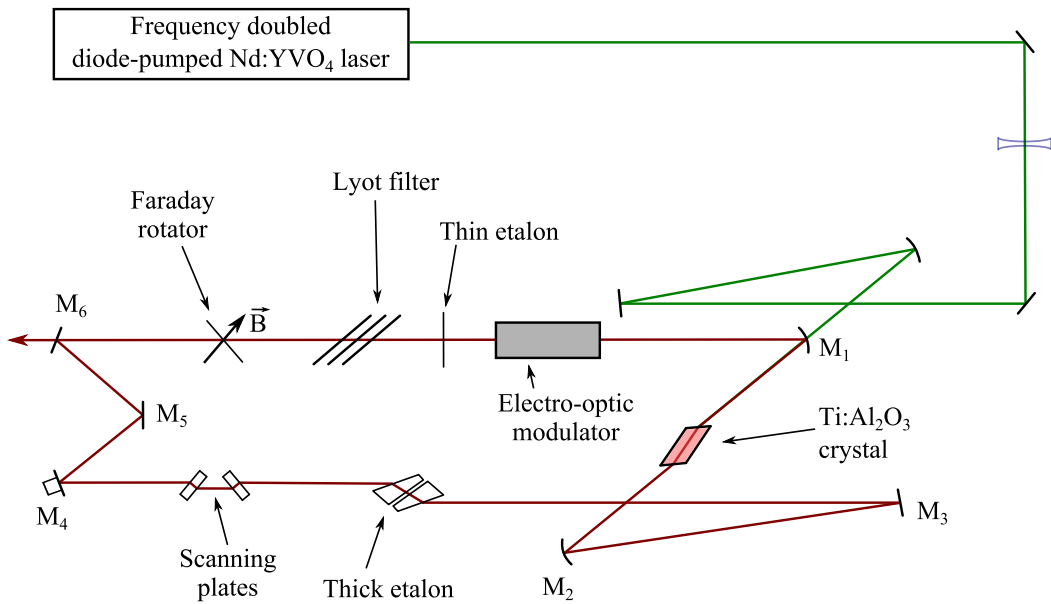 Frequency doubled
diode-pumped Nd:YVO₄ laser
Lyot filter
Faraday
rotator
Thin etalon
M₆
B⃗
M₁
Electro-optic
modulator
M₅
Ti:Al₂O₃
crystal
M₄
M₃
Scanning
plates
Thick etalon
M₂